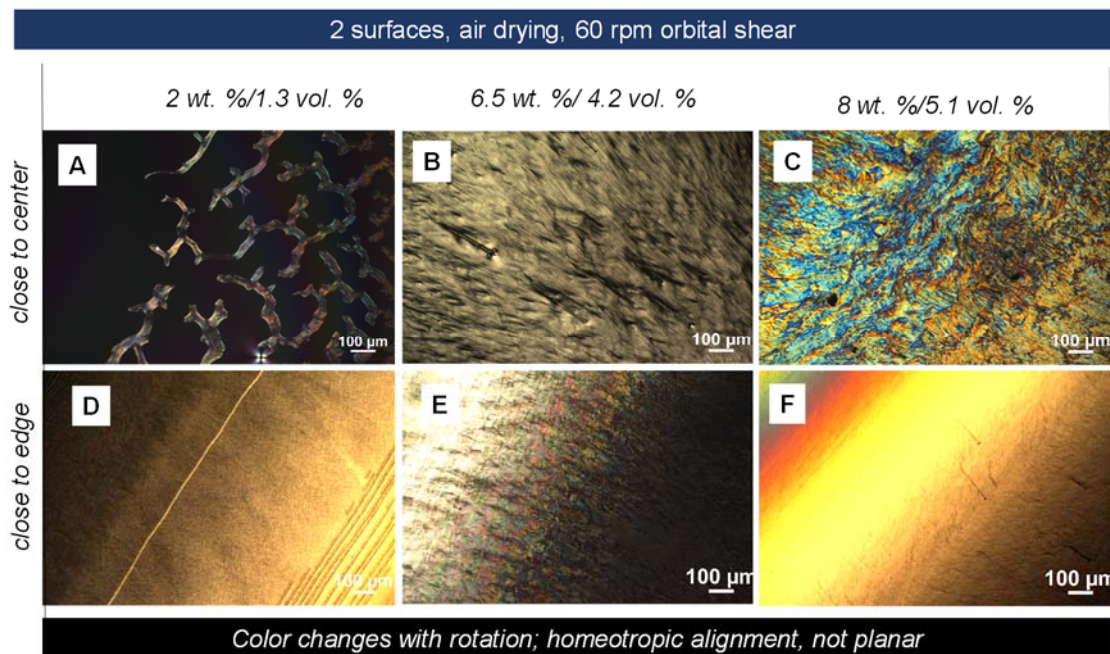 2 surfaces, air drying, 60 rpm orbital shear
2 wt. %/1.3 vol. %
6.5 wt. %/ 4.2 vol. %
8 wt. %/5.1 vol. %
close to center
A
100 µm
B
100 µm
C
100 µm
close to edge
D
100 µm
E
100 µm
F
100 µm
Color changes with rotation; homeotropic alignment, not planar